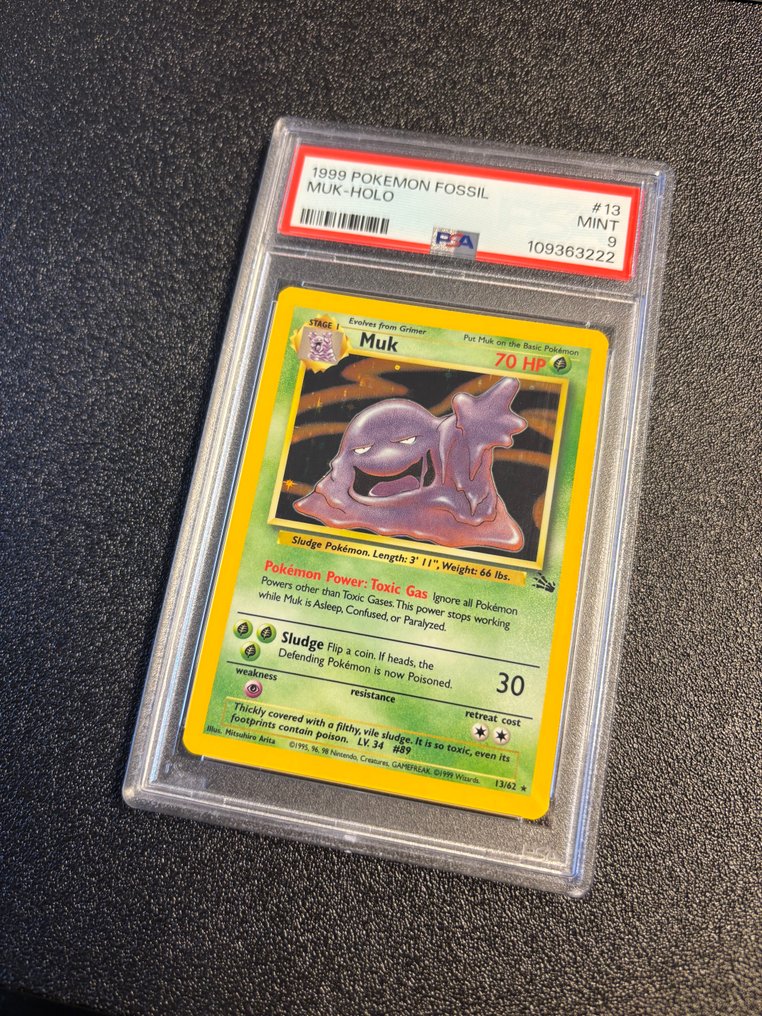 1999 POKEMON FOSSIL #13
MUK-HOLO MINT
9
PSA 109363222
STAGE 1 Evolves from Grimer Put Muk on the Basic Pokémon
Muk 70 HP
Sludge Pokémon. Length: 3' 11", Weight: 66 lbs.
Pokémon Power: Toxic Gas Ignore all Pokémon
Powers other than Toxic Gases. This power stops working
while Muk is Asleep, Confused, or Paralyzed.
Sludge Flip a coin. If heads, the
Defending Pokémon is now Poisoned. 30
weakness resistance retreat cost
Thickly covered with a filthy, vile sludge. It is so toxic, even its
footprints contain poison. LV. 34 #89
Illus. Mitsuhiro Arita ©1995, 96, 98 Nintendo, Creatures, GAMEFREAK. ©1999 Wizards. 13/62 ★